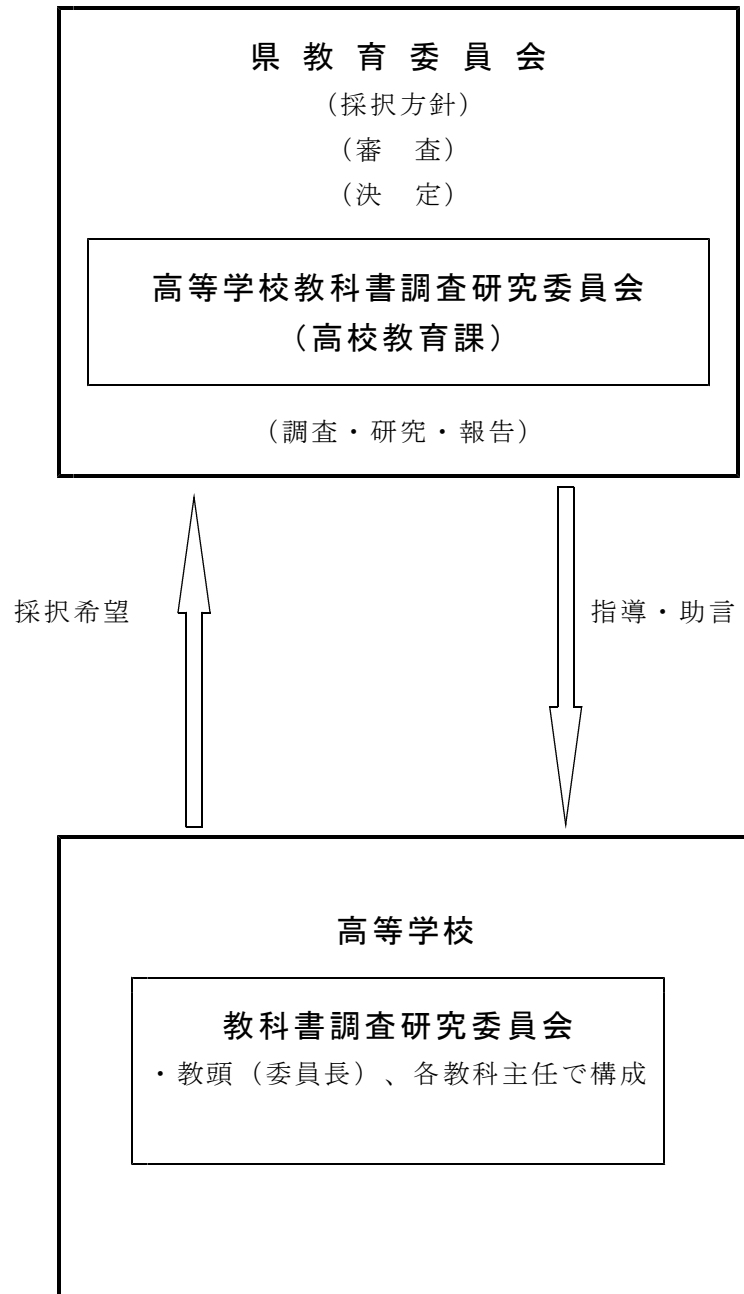 県教育委員会
（採択方針）
（審　査）
（決　定）
高等学校教科書調査研究委員会
（高校教育課）
（調査・研究・報告）
採択希望
指導・助言
高等学校
教科書調査研究委員会
・教頭（委員長）、各教科主任で構成